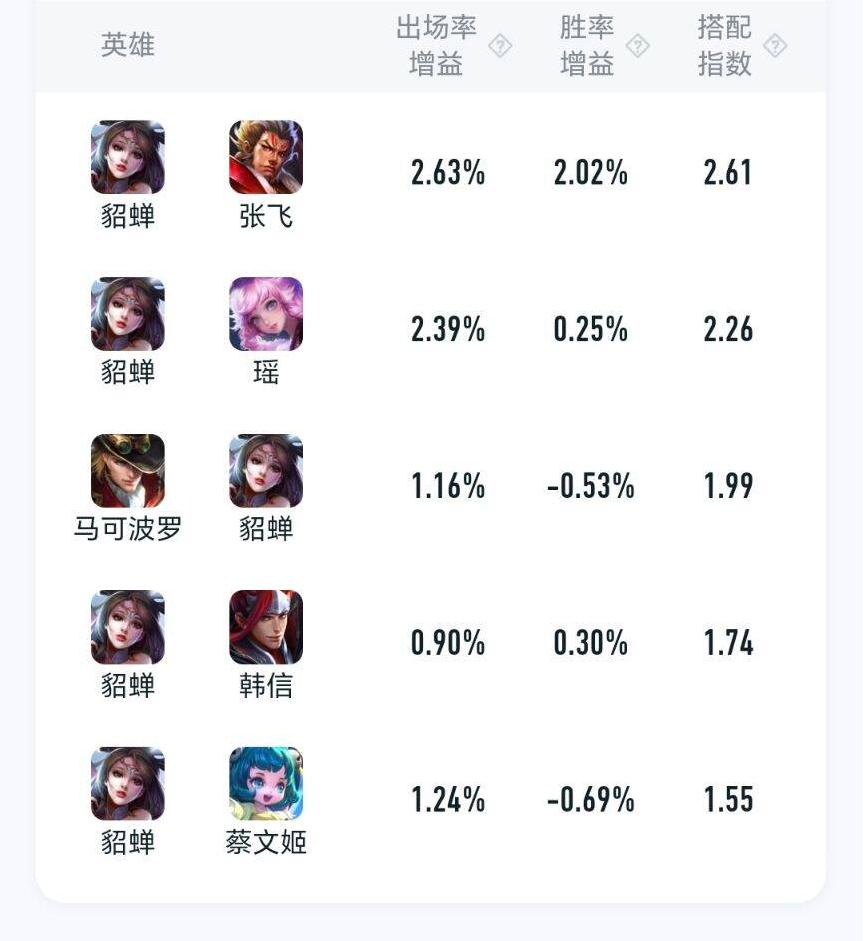 英雄 出场率增益 ? 胜率增益 ? 搭配指数 ?
貂蝉 张飞 2.63% 2.02% 2.61
貂蝉 瑶 2.39% 0.25% 2.26
马可波罗 貂蝉 1.16% -0.53% 1.99
貂蝉 韩信 0.90% 0.30% 1.74
貂蝉 蔡文姬 1.24% -0.69% 1.55